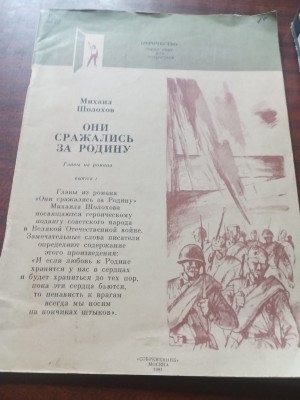 Михаил
Шолохов
ОНИ
СРАЖАЛИСЬ
ЗА РОДИНУ
Главы из романа
выпуск
Главы из романа
«Они сражались за Родину»
Михаила Шолохова
посвящаются героическому
подвигу советского народа
в Великой Отечественной войне.
Замечательные слова писателя
определяют содержание
этого произведения:
«И если любовь к Родине
хранится у нас в сердцах
и будет храниться до тех пор,
пока эти сердца бьются,
то ненависть к врагам
всегда мы носим
на кончиках штыков».
«СОВРЕМЕННИК»
МОСКВА
1981